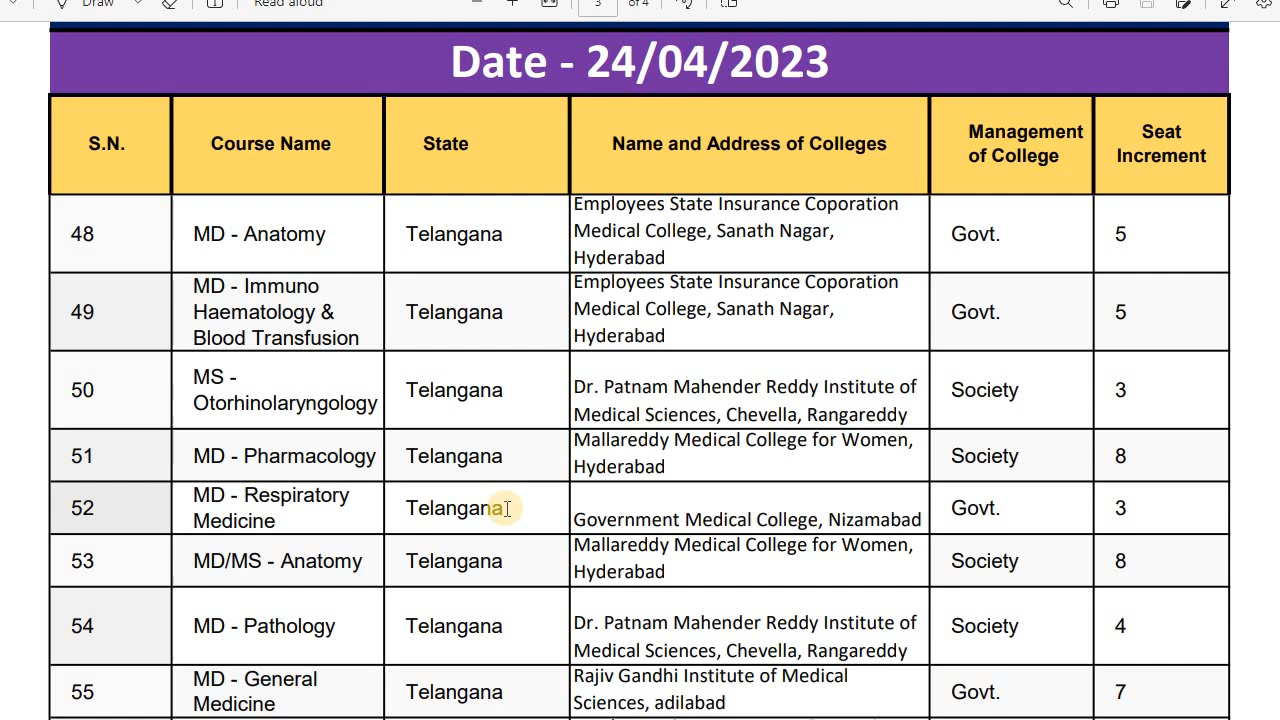 Draw
Read aloud
3
of 4
Date - 24/04/2023
S.N.
Course Name
State
Name and Address of Colleges
Management
of College
Seat
Increment
48
MD - Anatomy
Telangana
Employees State Insurance Coporation
Medical College, Sanath Nagar,
Hyderabad
Govt.
5
49
MD - Immuno
Haematology &
Blood Transfusion
Telangana
Employees State Insurance Coporation
Medical College, Sanath Nagar,
Hyderabad
Govt.
5
50
MS -
Otorhinolaryngology
Telangana
Dr. Patnam Mahender Reddy Institute of
Medical Sciences, Chevella, Rangareddy
Society
3
51
MD - Pharmacology
Telangana
Mallareddy Medical College for Women,
Hyderabad
Society
8
52
MD - Respiratory
Medicine
Telangana
Government Medical College, Nizamabad
Govt.
3
53
MD/MS - Anatomy
Telangana
Mallareddy Medical College for Women,
Hyderabad
Society
8
54
MD - Pathology
Telangana
Dr. Patnam Mahender Reddy Institute of
Medical Sciences, Chevella, Rangareddy
Society
4
55
MD - General
Medicine
Telangana
Rajiv Gandhi Institute of Medical
Sciences, adilabad
Govt.
7